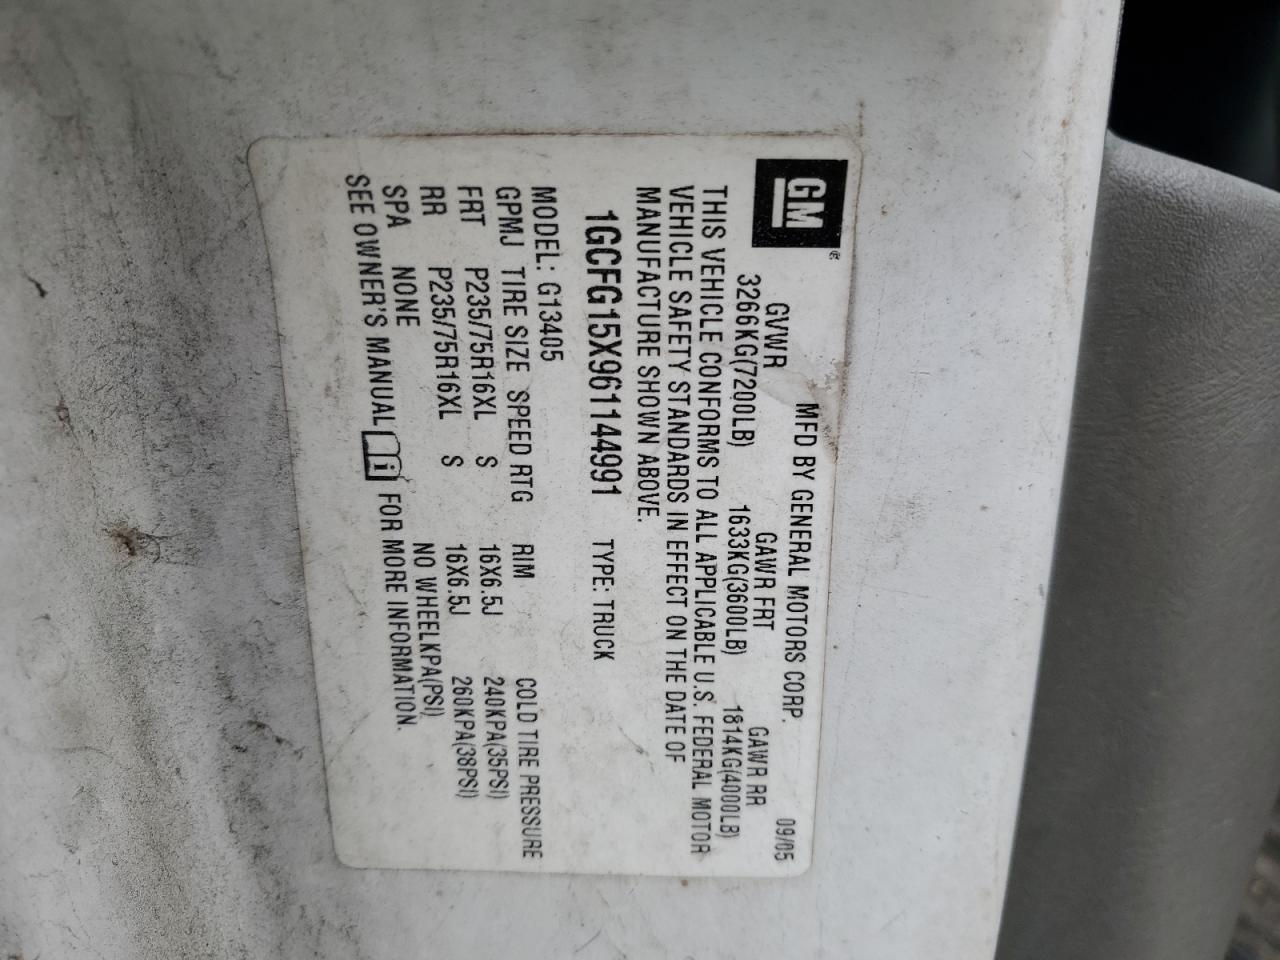 GM®
MFD BY GENERAL MOTORS CORP. 09/05
GVWR GAWR FRT GAWR RR
3266KG(7200LB) 1633KG(3600LB) 1814KG(4000LB)
THIS VEHICLE CONFORMS TO ALL APPLICABLE U.S. FEDERAL MOTOR
VEHICLE SAFETY STANDARDS IN EFFECT ON THE DATE OF
MANUFACTURE SHOWN ABOVE.
1GCFG15X961144991 TYPE: TRUCK
MODEL: G13405
GPMJ TIRE SIZE SPEED RTG RIM COLD TIRE PRESSURE
FRT P235/75R16XL S 16X6.5J 240KPA(35PSI)
RR P235/75R16XL S 16X6.5J 260KPA(38PSI)
SPA NONE NO WHEELKPA(PSI)
SEE OWNER'S MANUAL i FOR MORE INFORMATION.